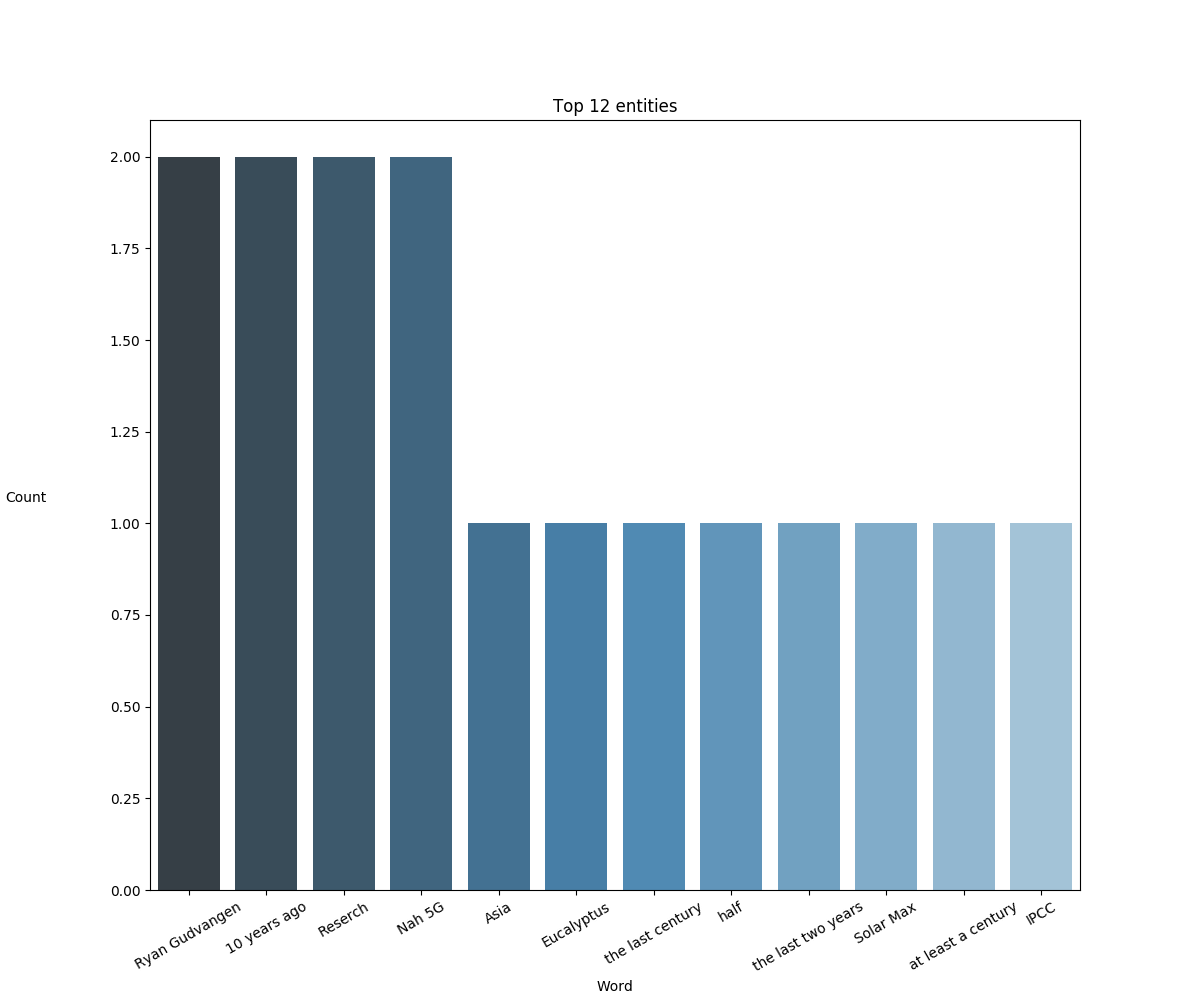 Top 12 entities
2.00
1.75
1.50
1.25
1.00
0.75
0.50
0.25
0.00
Count
Ryan Gudvangen
10 years ago
Reserch
Nah 5G
Asia
Eucalyptus
the last century
half
the last two years
Solar Max
at least a century
IPCC
Word